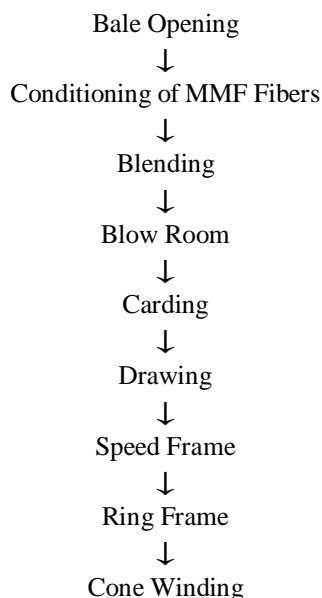 Bale Opening
↓
Conditioning of MMF Fibers
↓
Blending
↓
Blow Room
↓
Carding
↓
Drawing
↓
Speed Frame
↓
Ring Frame
↓
Cone Winding